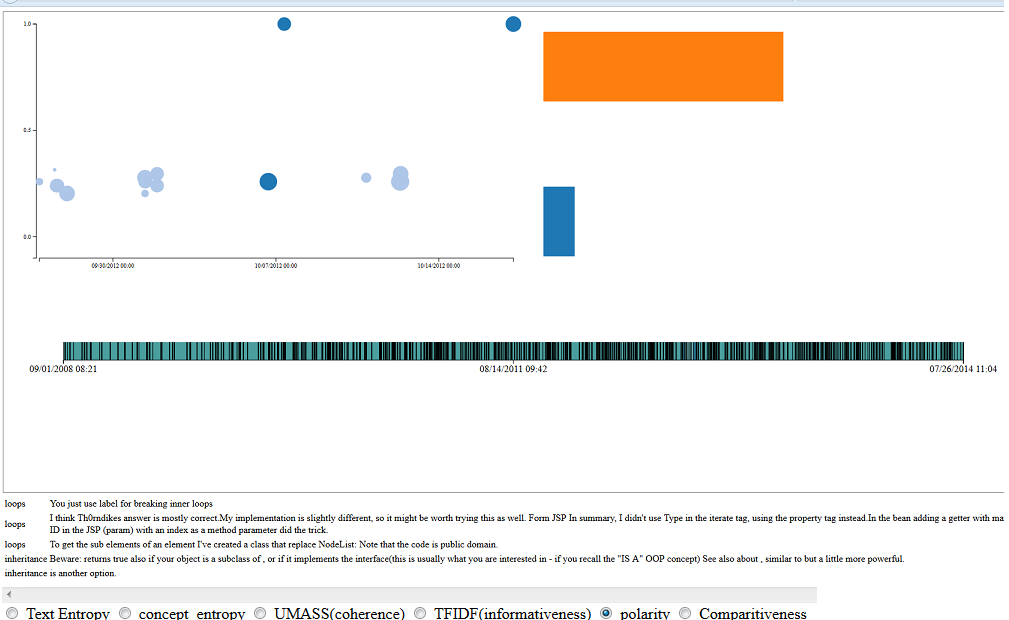 1.0
0.5
0.0
09/30/2012 00:00
10/07/2012 00:00
10/14/2012 00:00
09/01/2008 08:21
08/14/2011 09:42
07/26/2014 11:04
loops You just use label for breaking inner loops
loops I think Th0rndikes answer is mostly correct.My implementation is slightly different, so it might be worth trying this as well. Form JSP In summary, I didn't use Type in the iterate tag, using the property tag instead.In the bean adding a getter with ma
ID in the JSP (param) with an index as a method parameter did the trick.
loops To get the sub elements of an element I've created a class that replace NodeList: Note that the code is public domain.
inheritance Beware: returns true also if your object is a subclass of , or if it implements the interface(this is usually what you are interested in - if you recall the "IS A" OOP concept) See also about , similar to but a little more powerful.
inheritance is another option.
Text Entropy concept_entropy UMASS(coherence) TFIDF(informativeness) polarity Comparitiveness